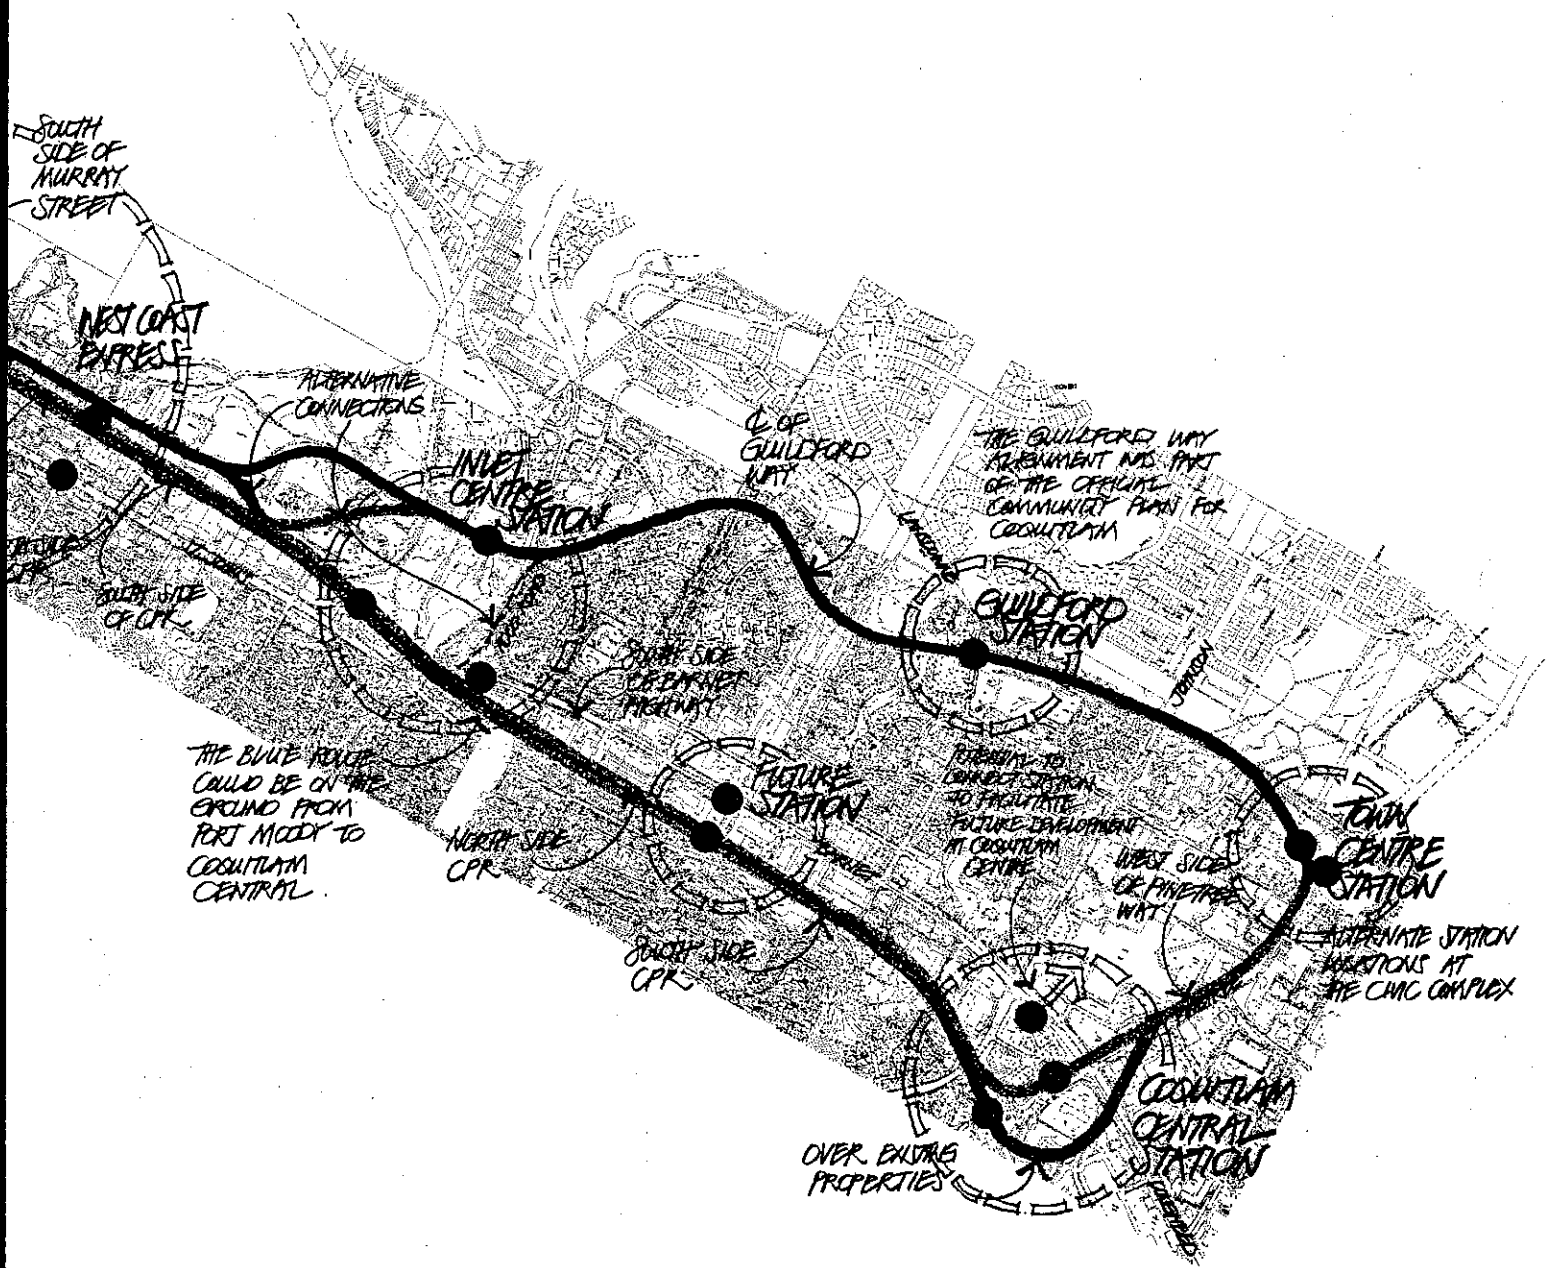 SOUTH
SIDE OF
MURRAY
STREET
WEST COAST
EXPRESS
ALTERNATIVE
CONNECTIONS
INLET
CENTRE
STATION
℄ OF
GUILDFORD
WAY
THE GUILDFORD WAY
ALIGNMENT WAS PART
OF THE OFFICIAL
COMMUNITY PLAN FOR
COQUITLAM
LANSDOWNE
GUILDFORD
STATION
JOHNSON
SOUTH SIDE
OF CPR
SOUTH SIDE
OF BARNET
HIGHWAY
THE BLUE ROUTE
COULD BE ON THE
GROUND FROM
PORT MOODY TO
COQUITLAM
CENTRAL.
NORTH SIDE
CPR
FUTURE
STATION
BARNET
POTENTIAL TO
CONNECT STATION
TO FACILITATE
FUTURE DEVELOPMENT
AT COQUITLAM
CENTRE
WEST SIDE
OF PINETREE
WAY
TOWN
CENTRE
STATION
ALTERNATE STATION
LOCATIONS AT
THE CIVIC COMPLEX
SOUTH SIDE
CPR
COQUITLAM
CENTRAL
STATION
OVER EXISTING
PROPERTIES